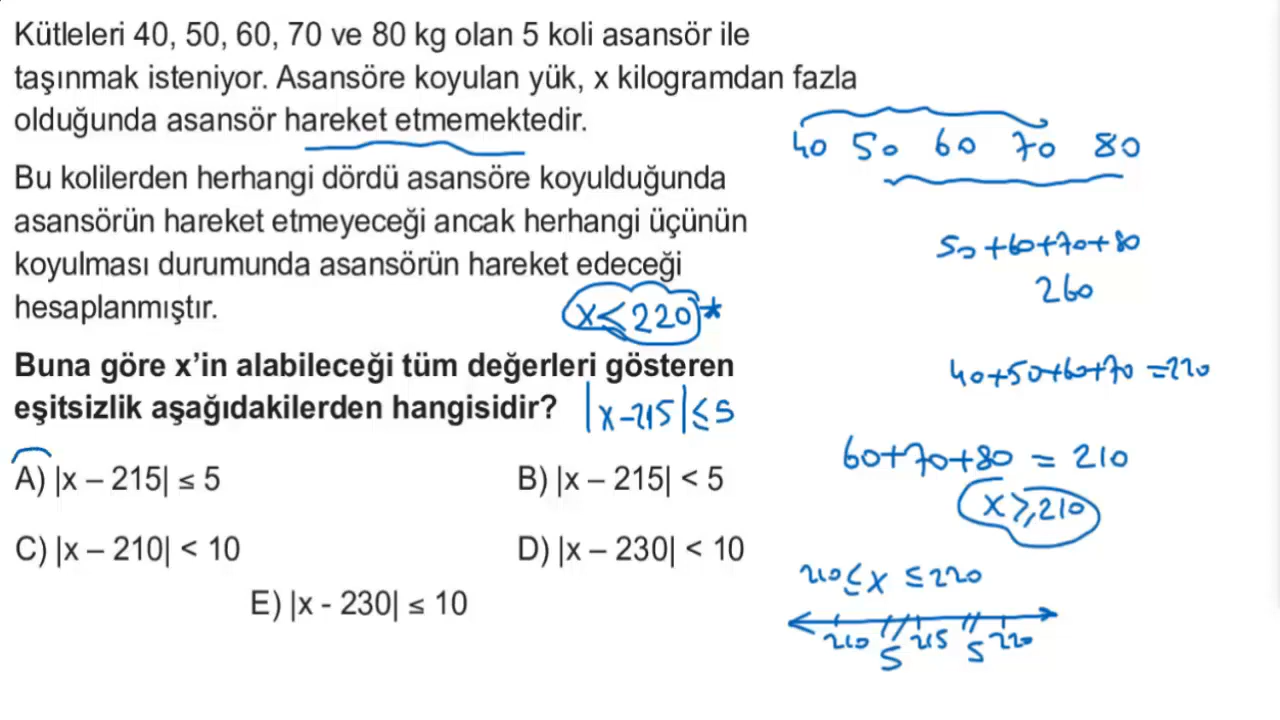 Kütleleri 40, 50, 60, 70 ve 80 kg olan 5 koli asansör ile
taşınmak isteniyor. Asansöre koyulan yük, x kilogramdan fazla
olduğunda asansör hareket etmemektedir.
Bu kolilerden herhangi dördü asansöre koyulduğunda
asansörün hareket etmeyeceği ancak herhangi üçünün
koyulması durumunda asansörün hareket edeceği
hesaplanmıştır.
x<220 *
Buna göre x’in alabileceği tüm değerleri gösteren
eşitsizlik aşağıdakilerden hangisidir?
|x-215| ≤ 5
A) |x – 215| ≤ 5
B) |x – 215| < 5
C) |x – 210| < 10
D) |x – 230| < 10
E) |x - 230| ≤ 10
40 50 60 70 80
50+60+70+80
260
40+50+60+70 =220
60+70+80 = 210
x≥210
210≤x ≤220
210 215 220
5 5